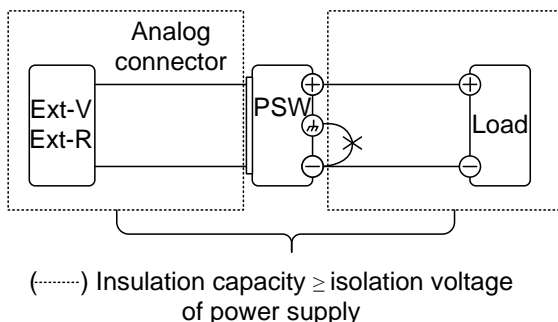 Analog
connector
Ext-V
Ext-R
PSW
Load
(········) Insulation capacity ≥ isolation voltage
of power supply